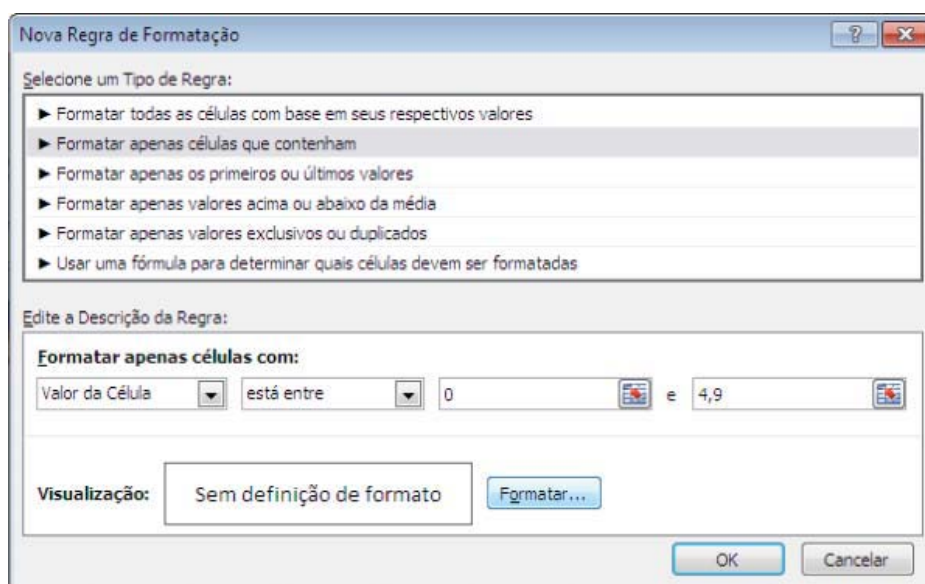 Nova Regra de Formatação
Selecione um Tipo de Regra:
► Formatar todas as células com base em seus respectivos valores
► Formatar apenas células que contenham
► Formatar apenas os primeiros ou últimos valores
► Formatar apenas valores acima ou abaixo da média
► Formatar apenas valores exclusivos ou duplicados
► Usar uma fórmula para determinar quais células devem ser formatadas
Edite a Descrição da Regra:
Formatar apenas células com:
Valor da Célula está entre 0 e 4,9
Visualização: Sem definição de formato Formatar...
OK Cancelar